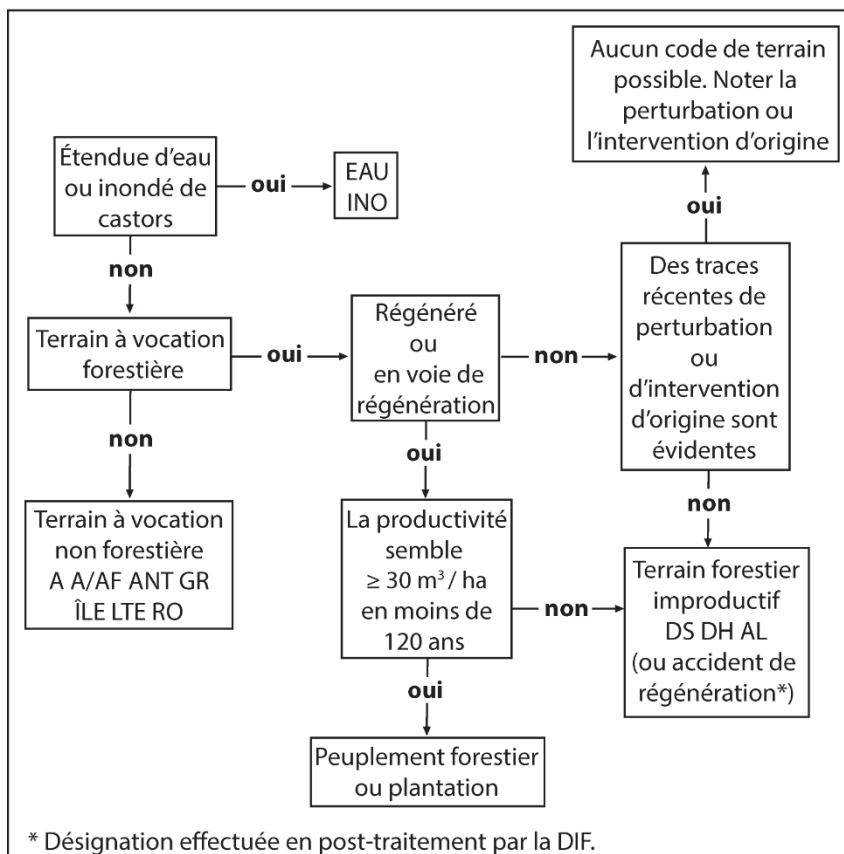 Étendue d'eau
ou inondé de
castors
oui
EAU
INO
non
Terrain à vocation
forestière
non
Terrain à vocation
non forestière
A A/AF ANT GR
ÎLE LTE RO
oui
Régénéré
ou
en voie de
régénération
oui
La productivité
semble
≥ 30 m³ / ha
en moins de
120 ans
oui
Peuplement forestier
ou plantation
non
Des traces
récentes de
perturbation
ou
d'intervention
d'origine sont
évidentes
oui
Aucun code de terrain
possible. Noter la
perturbation ou
l'intervention d'origine
non
non
Terrain forestier
improductif
DS DH AL
(ou accident de
régénération*)
* Désignation effectuée en post-traitement par la DIF.